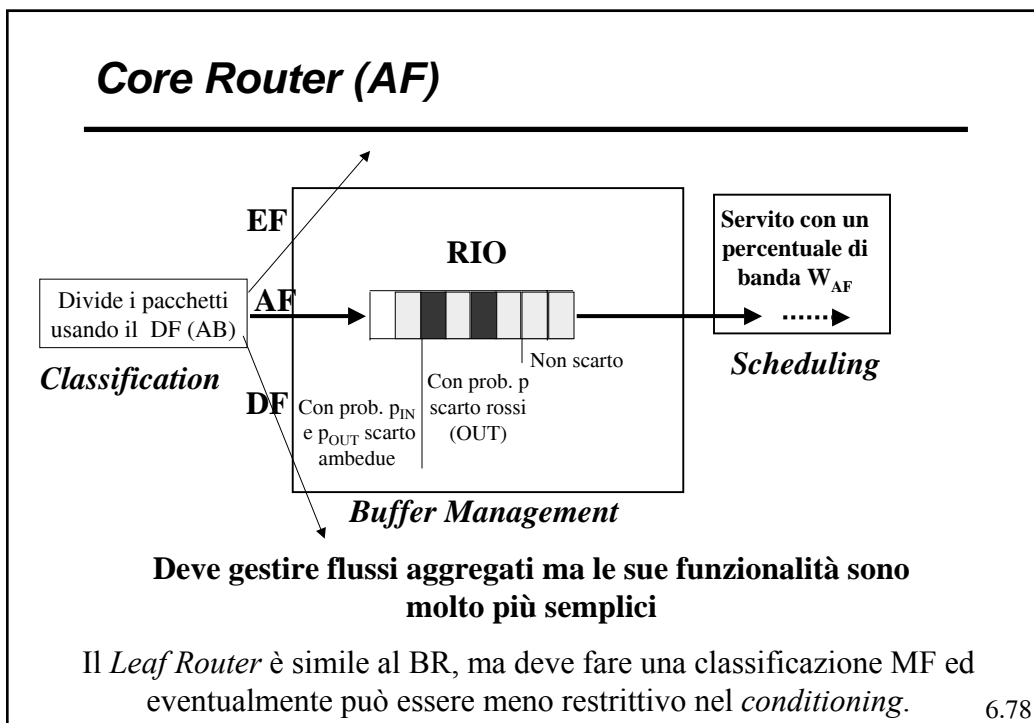 Core Router (AF)
EF
RIO
Servito con un
percentuale di
banda W_AF
Divide i pacchetti
usando il DF (AB)
AF
Classification
Non scarto
Scheduling
Con prob. p
scarto rossi
(OUT)
DF
Con prob. p_IN
e p_OUT scarto
ambedue
Buffer Management
Deve gestire flussi aggregati ma le sue funzionalità sono
molto più semplici
Il Leaf Router è simile al BR, ma deve fare una classificazione MF ed
eventualmente può essere meno restrittivo nel conditioning.
6.78